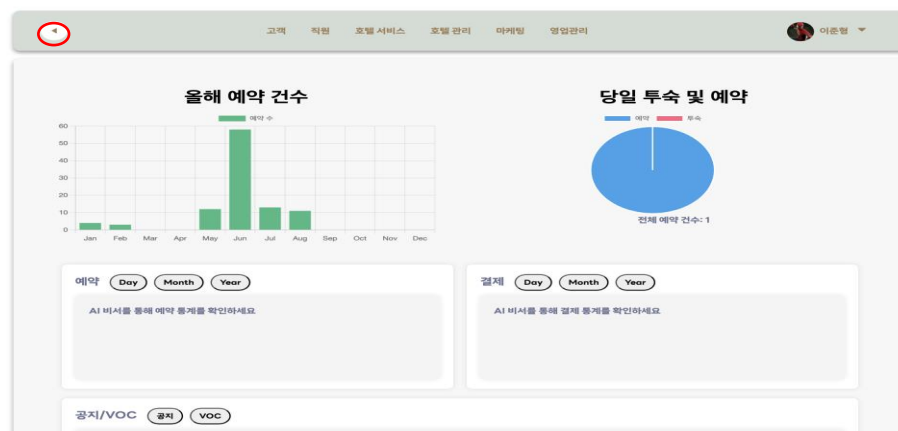 고객 직원 호텔 서비스 호텔 관리 마케팅 영업관리 이준형
올해 예약 건수
예약 수
60
50
40
30
20
10
0
Jan Feb Mar Apr May Jun Jul Aug Sep Oct Nov Dec
당일 투숙 및 예약
예약 투숙
전체 예약 건수: 1
예약 Day Month Year
AI 비서를 통해 예약 통계를 확인하세요
결제 Day Month Year
AI 비서를 통해 결제 통계를 확인하세요
공지/VOC 공지 VOC